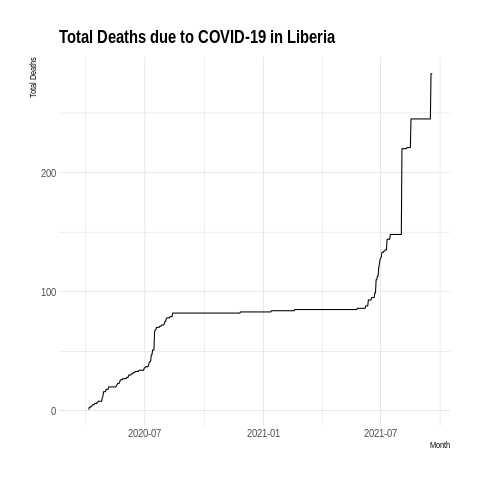 Total Deaths due to COVID-19 in Liberia
Total Deaths
200
100
0
2020-07
2021-01
2021-07
Month